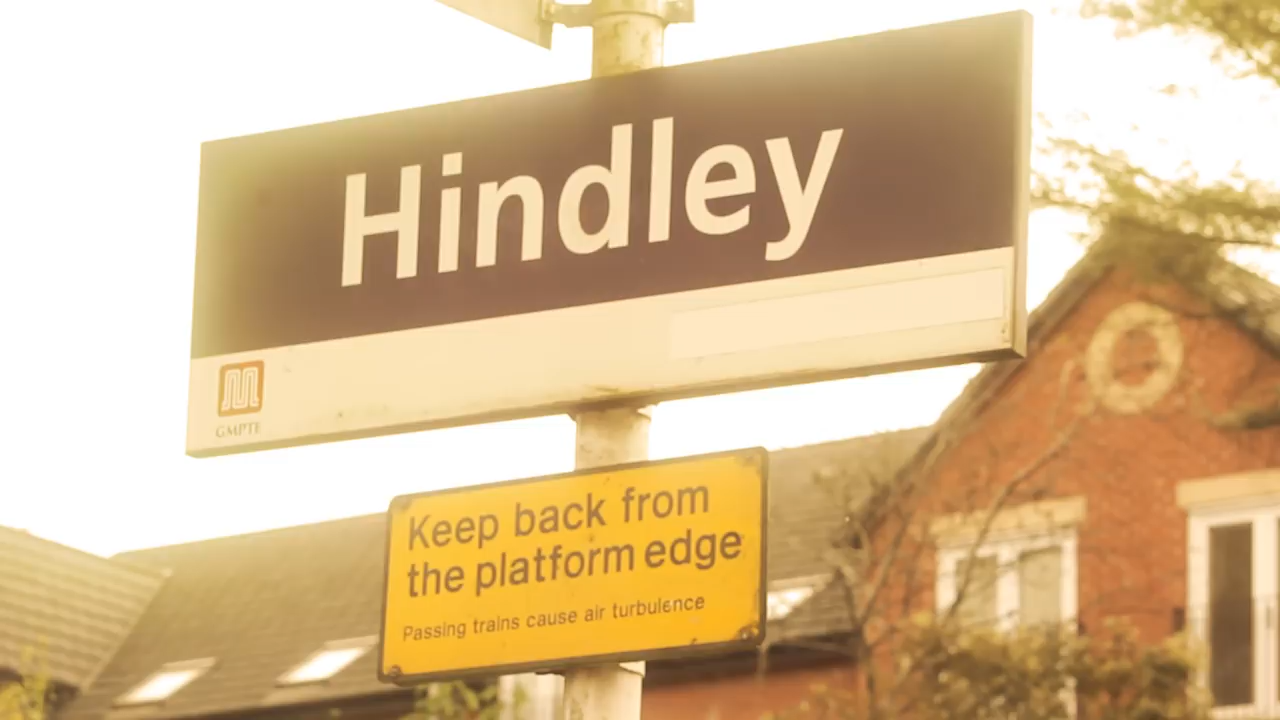 Hindley
GMPTE
Keep back from
the platform edge
Passing trains cause air turbulence